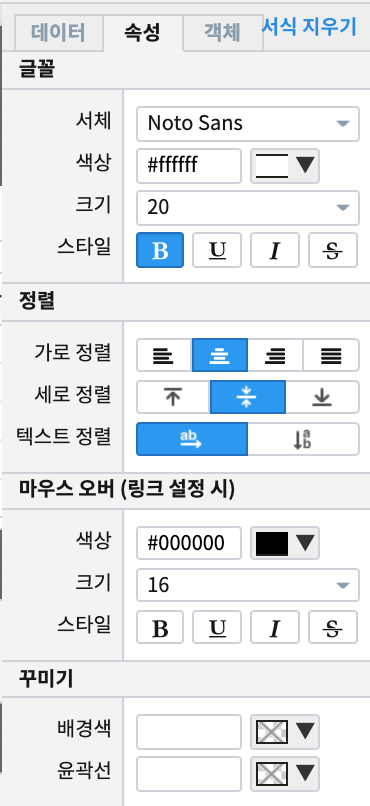 데이터 속성 객체 서식 지우기
글꼴
서체 Noto Sans
색상 #ffffff
크기 20
스타일 B U I S
정렬
가로 정렬
세로 정렬
텍스트 정렬 ab ab
마우스 오버 (링크 설정 시)
색상 #000000
크기 16
스타일 B U I S
꾸미기
배경색
윤곽선